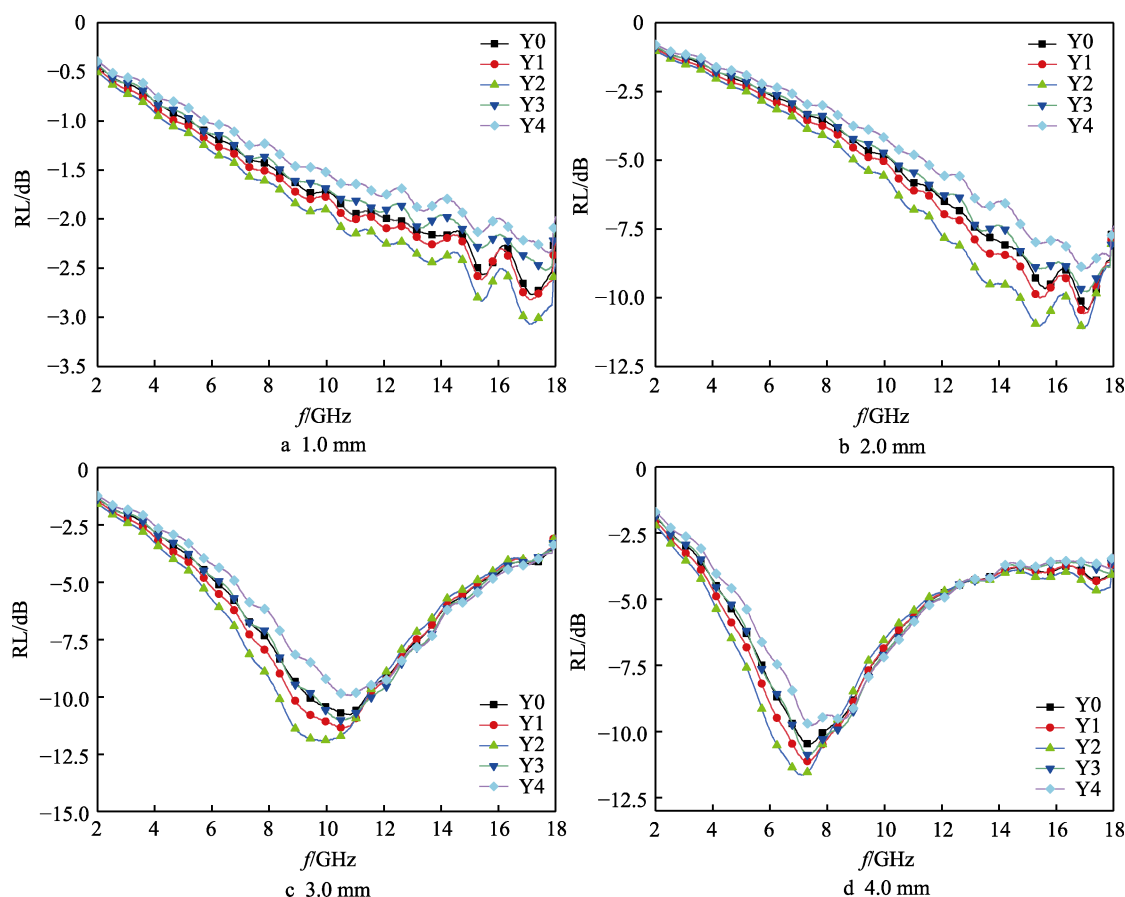 0
−0.5
−1.0
−1.5
−2.0
−2.5
−3.0
−3.5
RL/dB
2 4 6 8 10 12 14 16 18
f/GHz
Y0
Y1
Y2
Y3
Y4
a 1.0 mm
0
−2.5
−5.0
−7.5
−10.0
−12.5
RL/dB
2 4 6 8 10 12 14 16 18
f/GHz
Y0
Y1
Y2
Y3
Y4
b 2.0 mm
0
−2.5
−5.0
−7.5
−10.0
−12.5
−15.0
RL/dB
2 4 6 8 10 12 14 16 18
f/GHz
Y0
Y1
Y2
Y3
Y4
c 3.0 mm
0
−2.5
−5.0
−7.5
−10.0
−12.5
RL/dB
2 4 6 8 10 12 14 16 18
f/GHz
Y0
Y1
Y2
Y3
Y4
d 4.0 mm